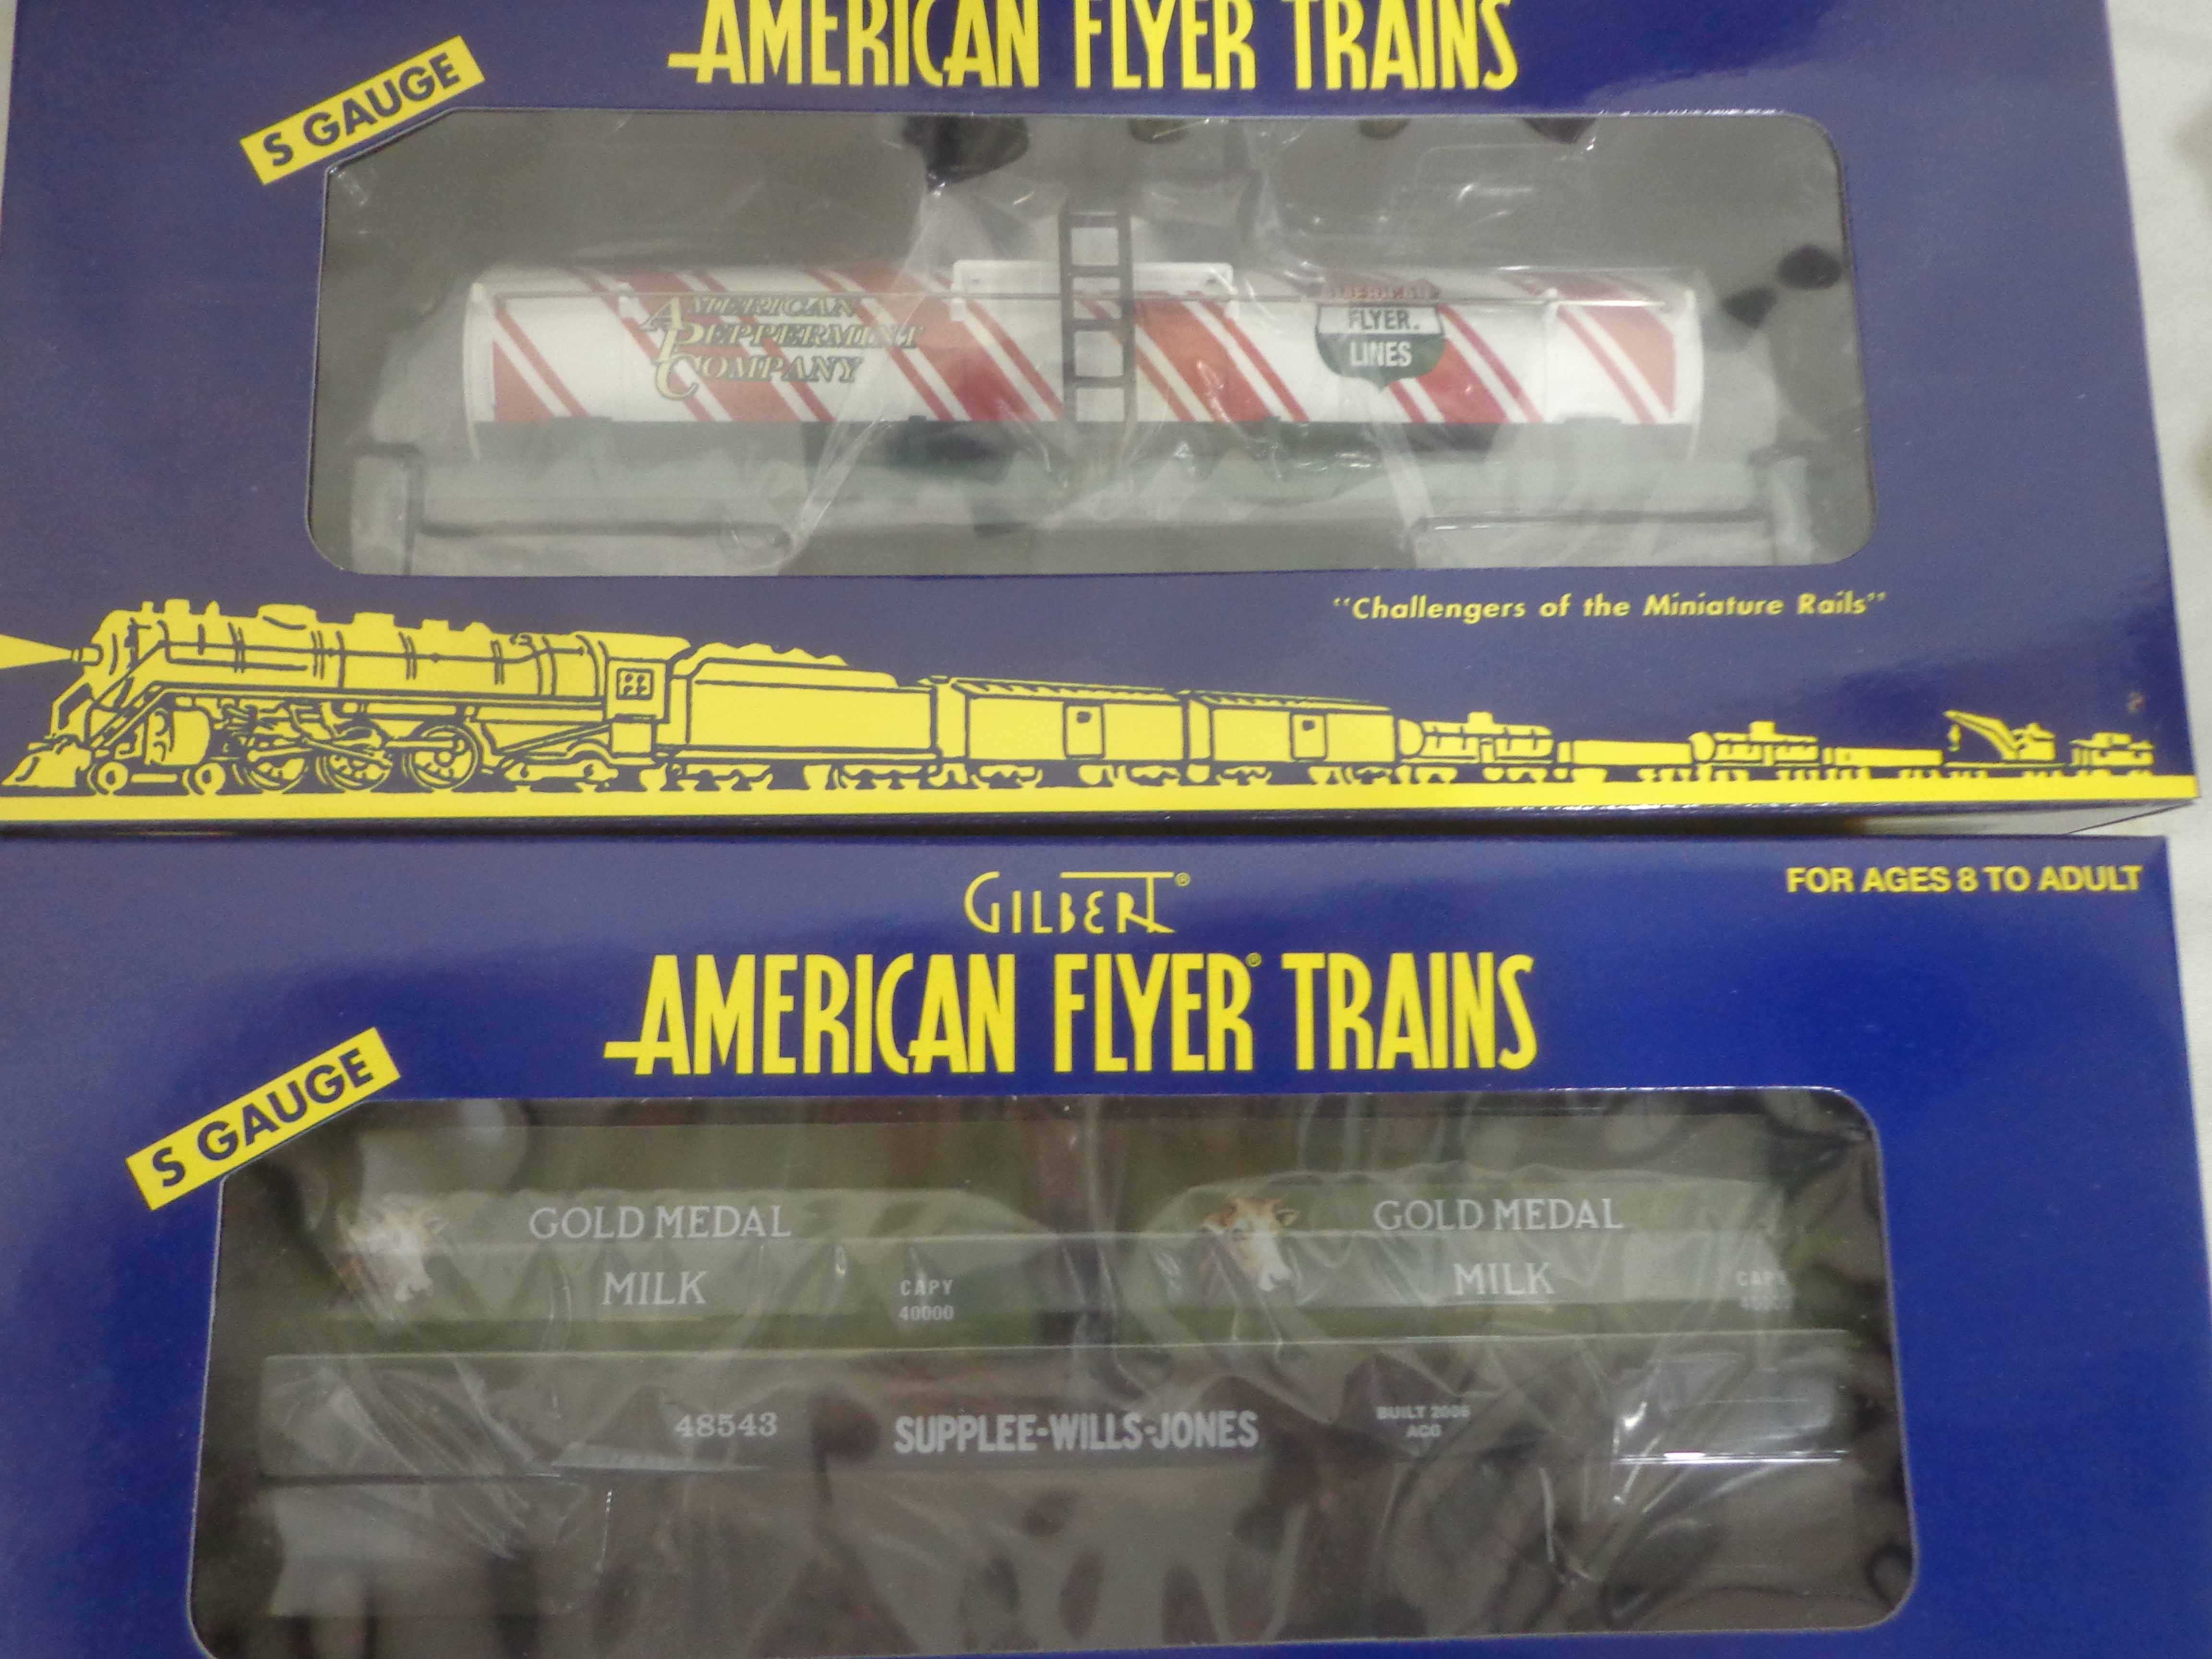 AMERICAN FLYER TRAINS
S GAUGE
AMERICAN
PEPPERMINT
COMPANY
AMERICAN
FLYER
LINES
"Challengers of the Miniature Rails"
GILBERT®
FOR AGES 8 TO ADULT
AMERICAN FLYER® TRAINS
S GAUGE
GOLD MEDAL
MILK
CAPY
40000
GOLD MEDAL
MILK
CAPY
48543
SUPPLEE-WILLS-JONES
BUILT 2006